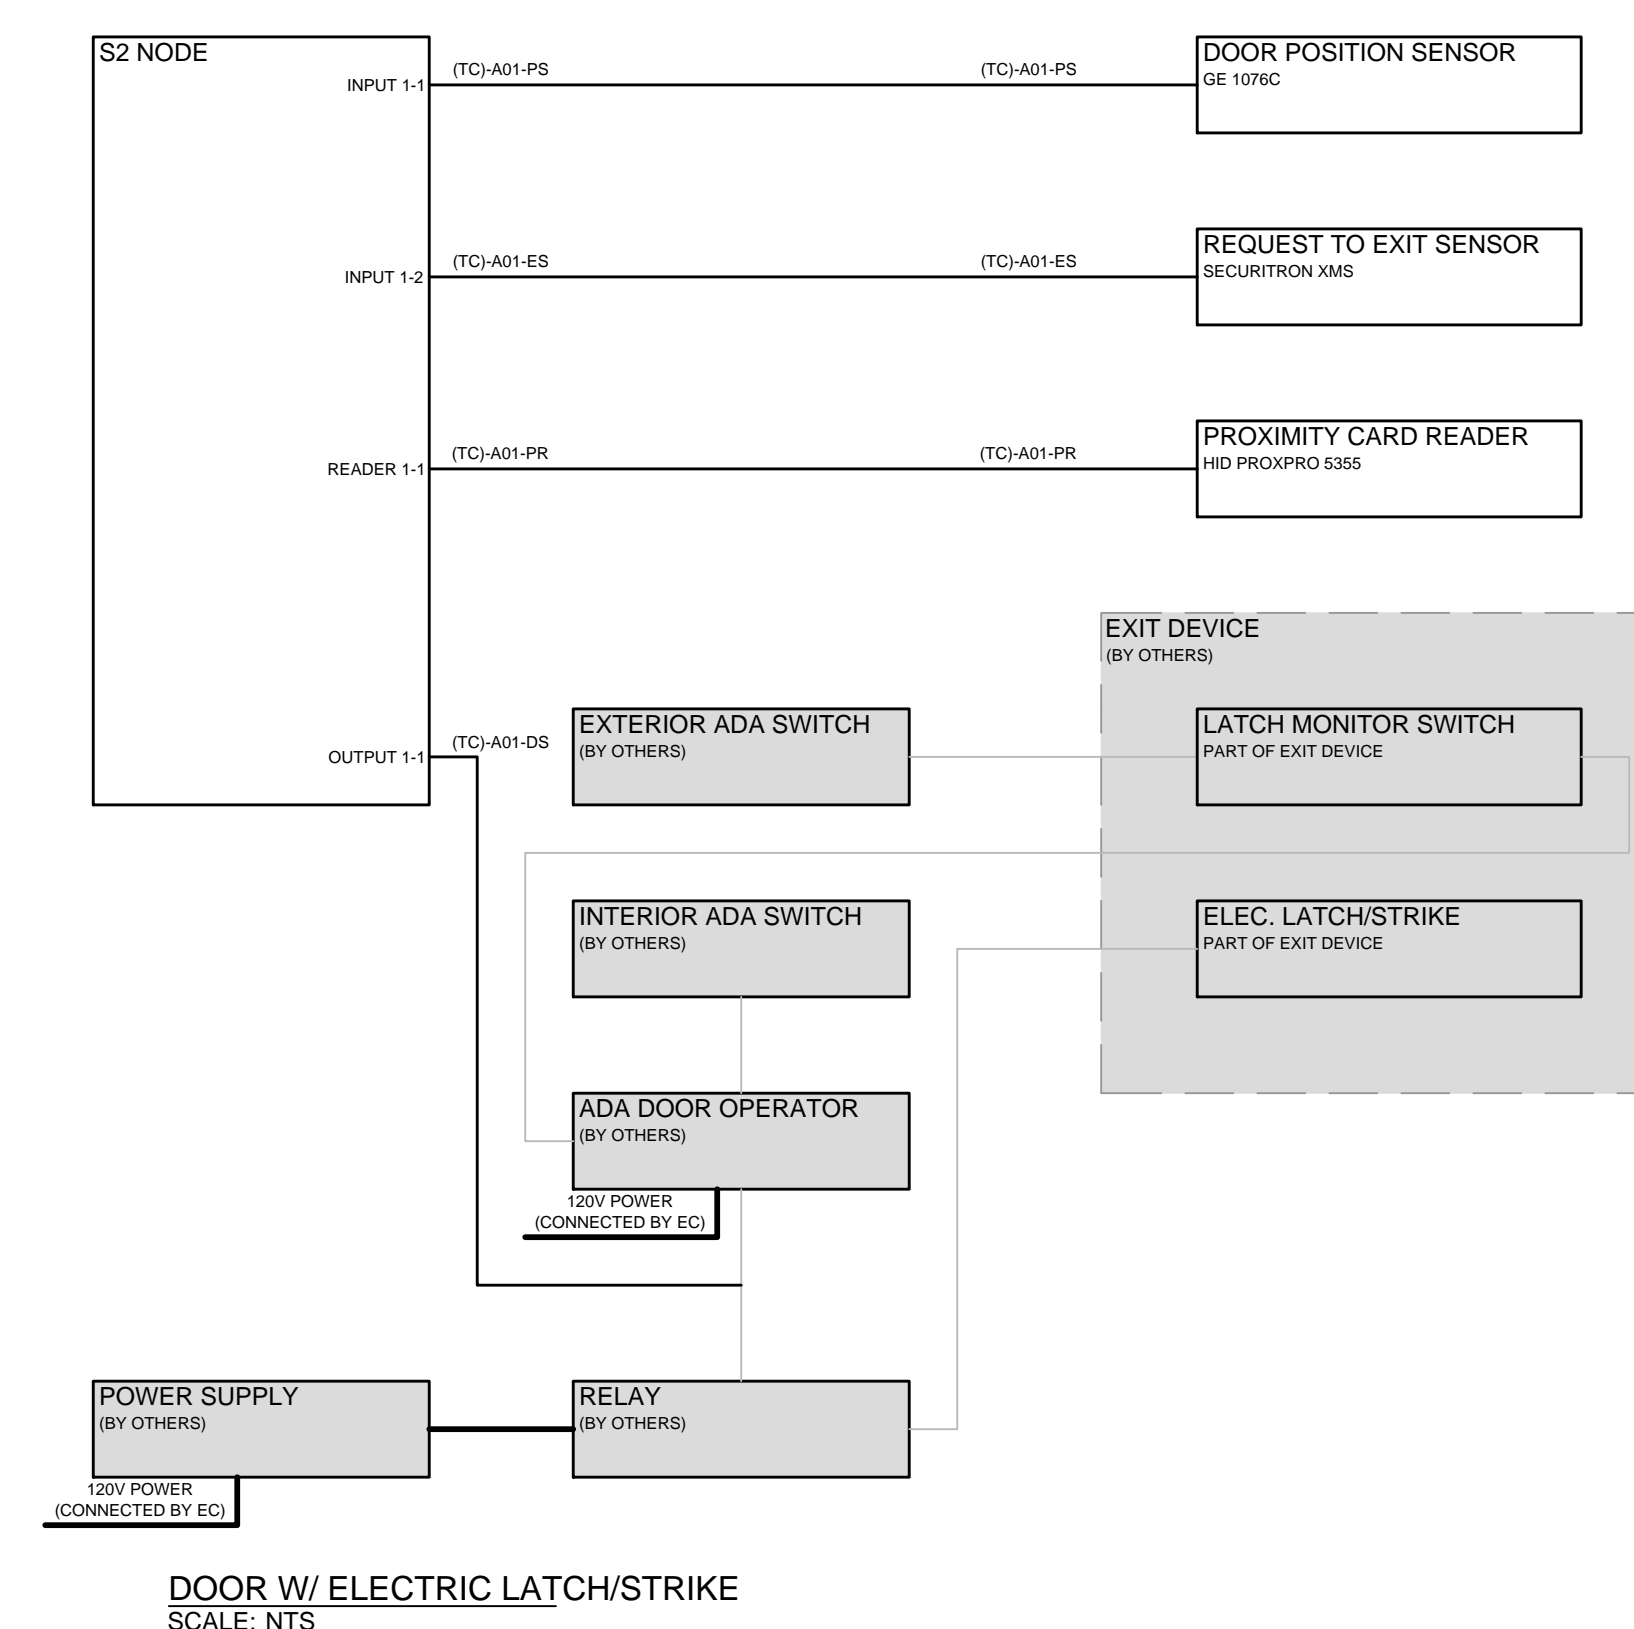 S2 NODE
INPUT 1-1
(TC)-A01-PS
(TC)-A01-PS
DOOR POSITION SENSOR
GE 1076C
INPUT 1-2
(TC)-A01-ES
(TC)-A01-ES
REQUEST TO EXIT SENSOR
SECURITRON XMS
READER 1-1
(TC)-A01-PR
(TC)-A01-PR
PROXIMITY CARD READER
HID PROXPRO 5355
EXIT DEVICE
(BY OTHERS)
OUTPUT 1-1
(TC)-A01-DS
EXTERIOR ADA SWITCH
(BY OTHERS)
LATCH MONITOR SWITCH
PART OF EXIT DEVICE
INTERIOR ADA SWITCH
(BY OTHERS)
ELEC. LATCH/STRIKE
PART OF EXIT DEVICE
ADA DOOR OPERATOR
(BY OTHERS)
120V POWER
(CONNECTED BY EC)
POWER SUPPLY
(BY OTHERS)
RELAY
(BY OTHERS)
120V POWER
(CONNECTED BY EC)
DOOR W/ ELECTRIC LATCH/STRIKE
SCALE: NTS